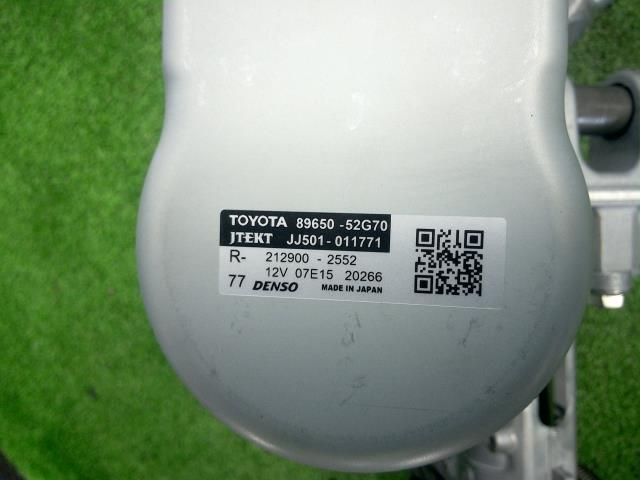 TOYOTA 89650-52G70
JTEKT JJ501-011771
R- 212900-2552
12V 07E15 20266
77 DENSO MADE IN JAPAN